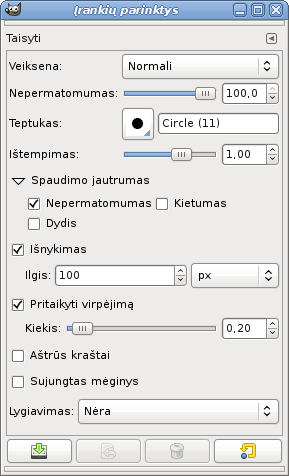 Įrankių parinktys
Taisyti
Veiksena: Normali
Nepermatomumas: 100,0
Teptukas: Circle (11)
Ištempimas: 1,00
Spaudimo jautrumas
Nepermatomumas Kietumas
Dydis
Išnykimas
Ilgis: 100 px
Pritaikyti virpėjimą
Kiekis: 0,20
Aštrūs kraštai
Sujungtas mėginys
Lygiavimas: Nėra